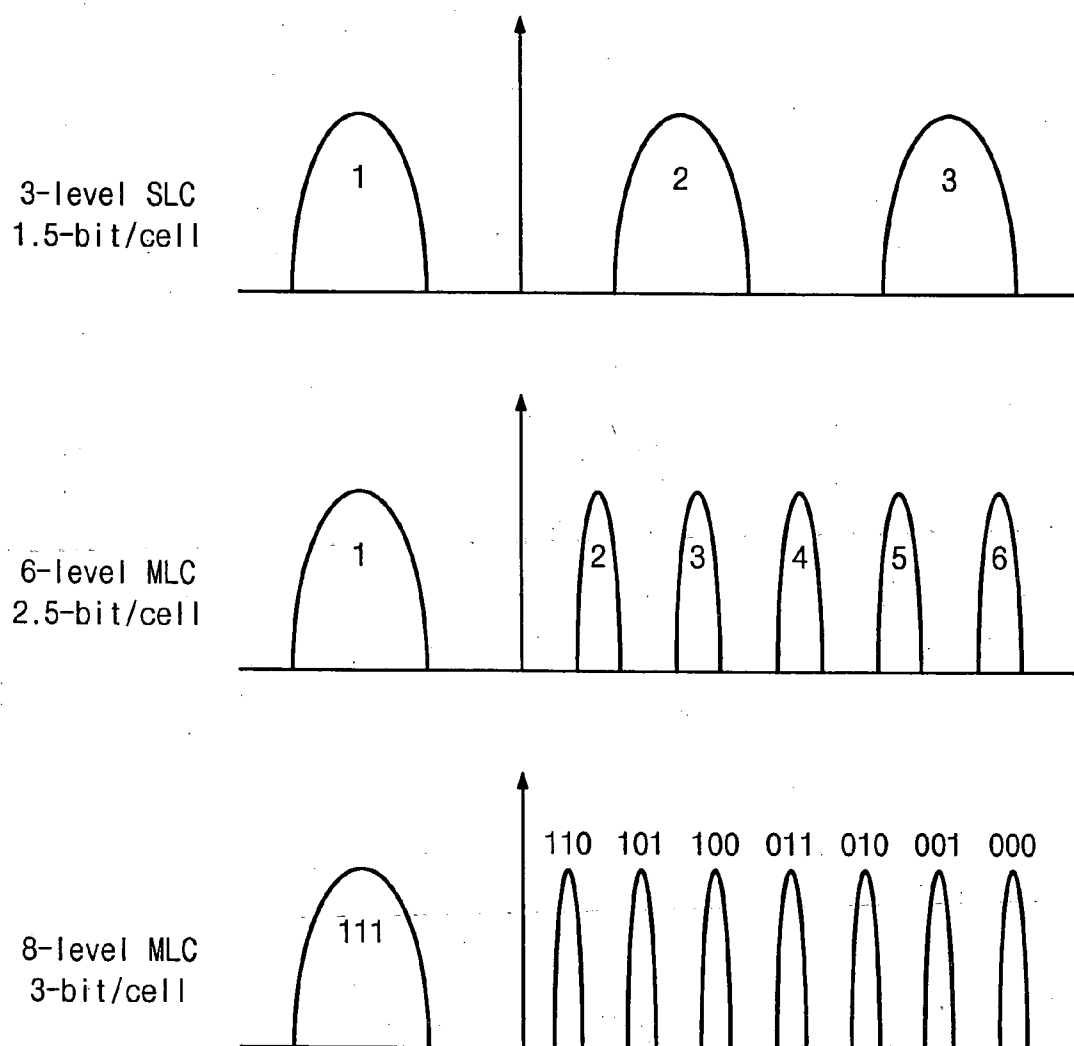 3-level SLC
1.5-bit/cell
1
2
3
6-level MLC
2.5-bit/cell
1
2
3
4
5
6
8-level MLC
3-bit/cell
111
110 101 100 011 010 001 000